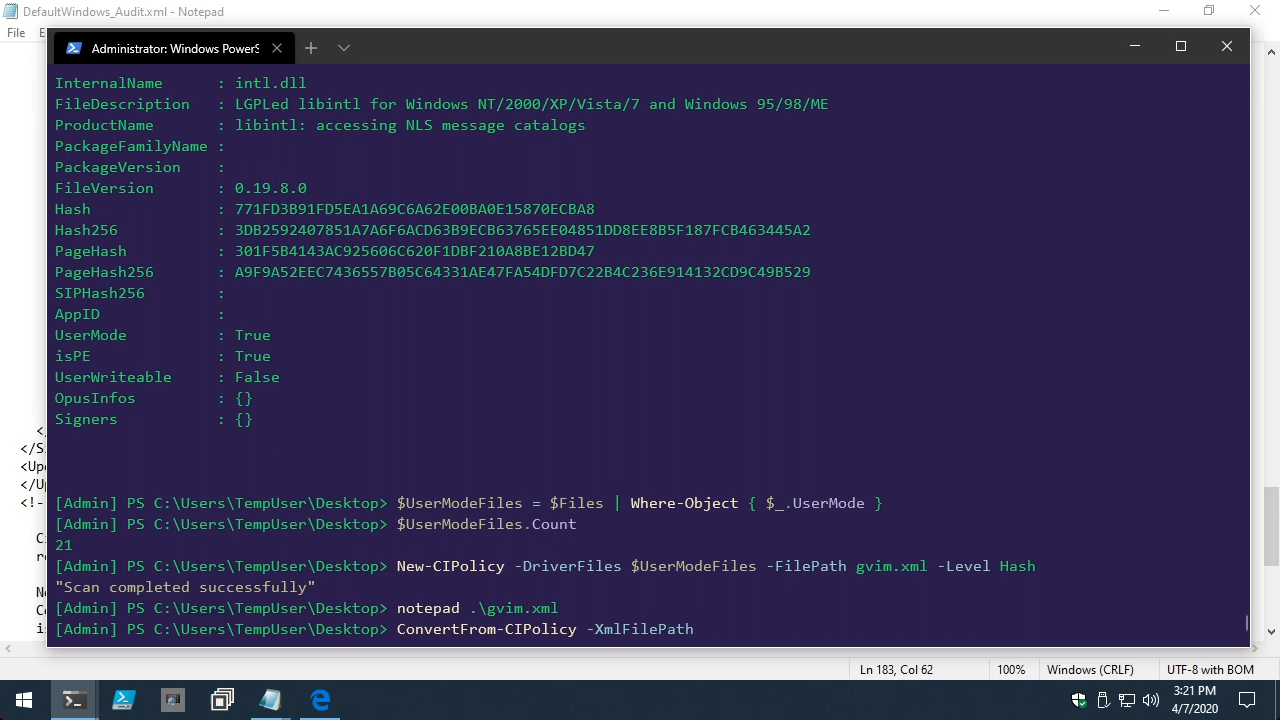 DefaultWindows_Audit.xml - Notepad
File E
Administrator: Windows PowerS
InternalName : intl.dll
FileDescription : LGPLed libintl for Windows NT/2000/XP/Vista/7 and Windows 95/98/ME
ProductName : libintl: accessing NLS message catalogs
PackageFamilyName :
PackageVersion :
FileVersion : 0.19.8.0
Hash : 771FD3B91FD5EA1A69C6A62E00BA0E15870ECBA8
Hash256 : 3DB2592407851A7A6F6ACD63B9ECB63765EE04851DD8EE8B5F187FCB463445A2
PageHash : 301F5B4143AC925606C620F1DBF210A8BE12BD47
PageHash256 : A9F9A52EEC7436557B05C64331AE47FA54DFD7C22B4C236E914132CD9C49B529
SIPHash256 :
AppID :
UserMode : True
isPE : True
UserWriteable : False
OpusInfos : {}
Signers : {}
</
</S
<Up
</U
<!-
[Admin] PS C:\Users\TempUser\Desktop> $UserModeFiles = $Files | Where-Object { $_.UserMode }
[Admin] PS C:\Users\TempUser\Desktop> $UserModeFiles.Count
21
[Admin] PS C:\Users\TempUser\Desktop> New-CIPolicy -DriverFiles $UserModeFiles -FilePath gvim.xml -Level Hash
"Scan completed successfully"
[Admin] PS C:\Users\TempUser\Desktop> notepad .\gvim.xml
[Admin] PS C:\Users\TempUser\Desktop> ConvertFrom-CIPolicy -XmlFilePath
Ln 183, Col 62 100% Windows (CRLF) UTF-8 with BOM
3:21 PM
4/7/2020